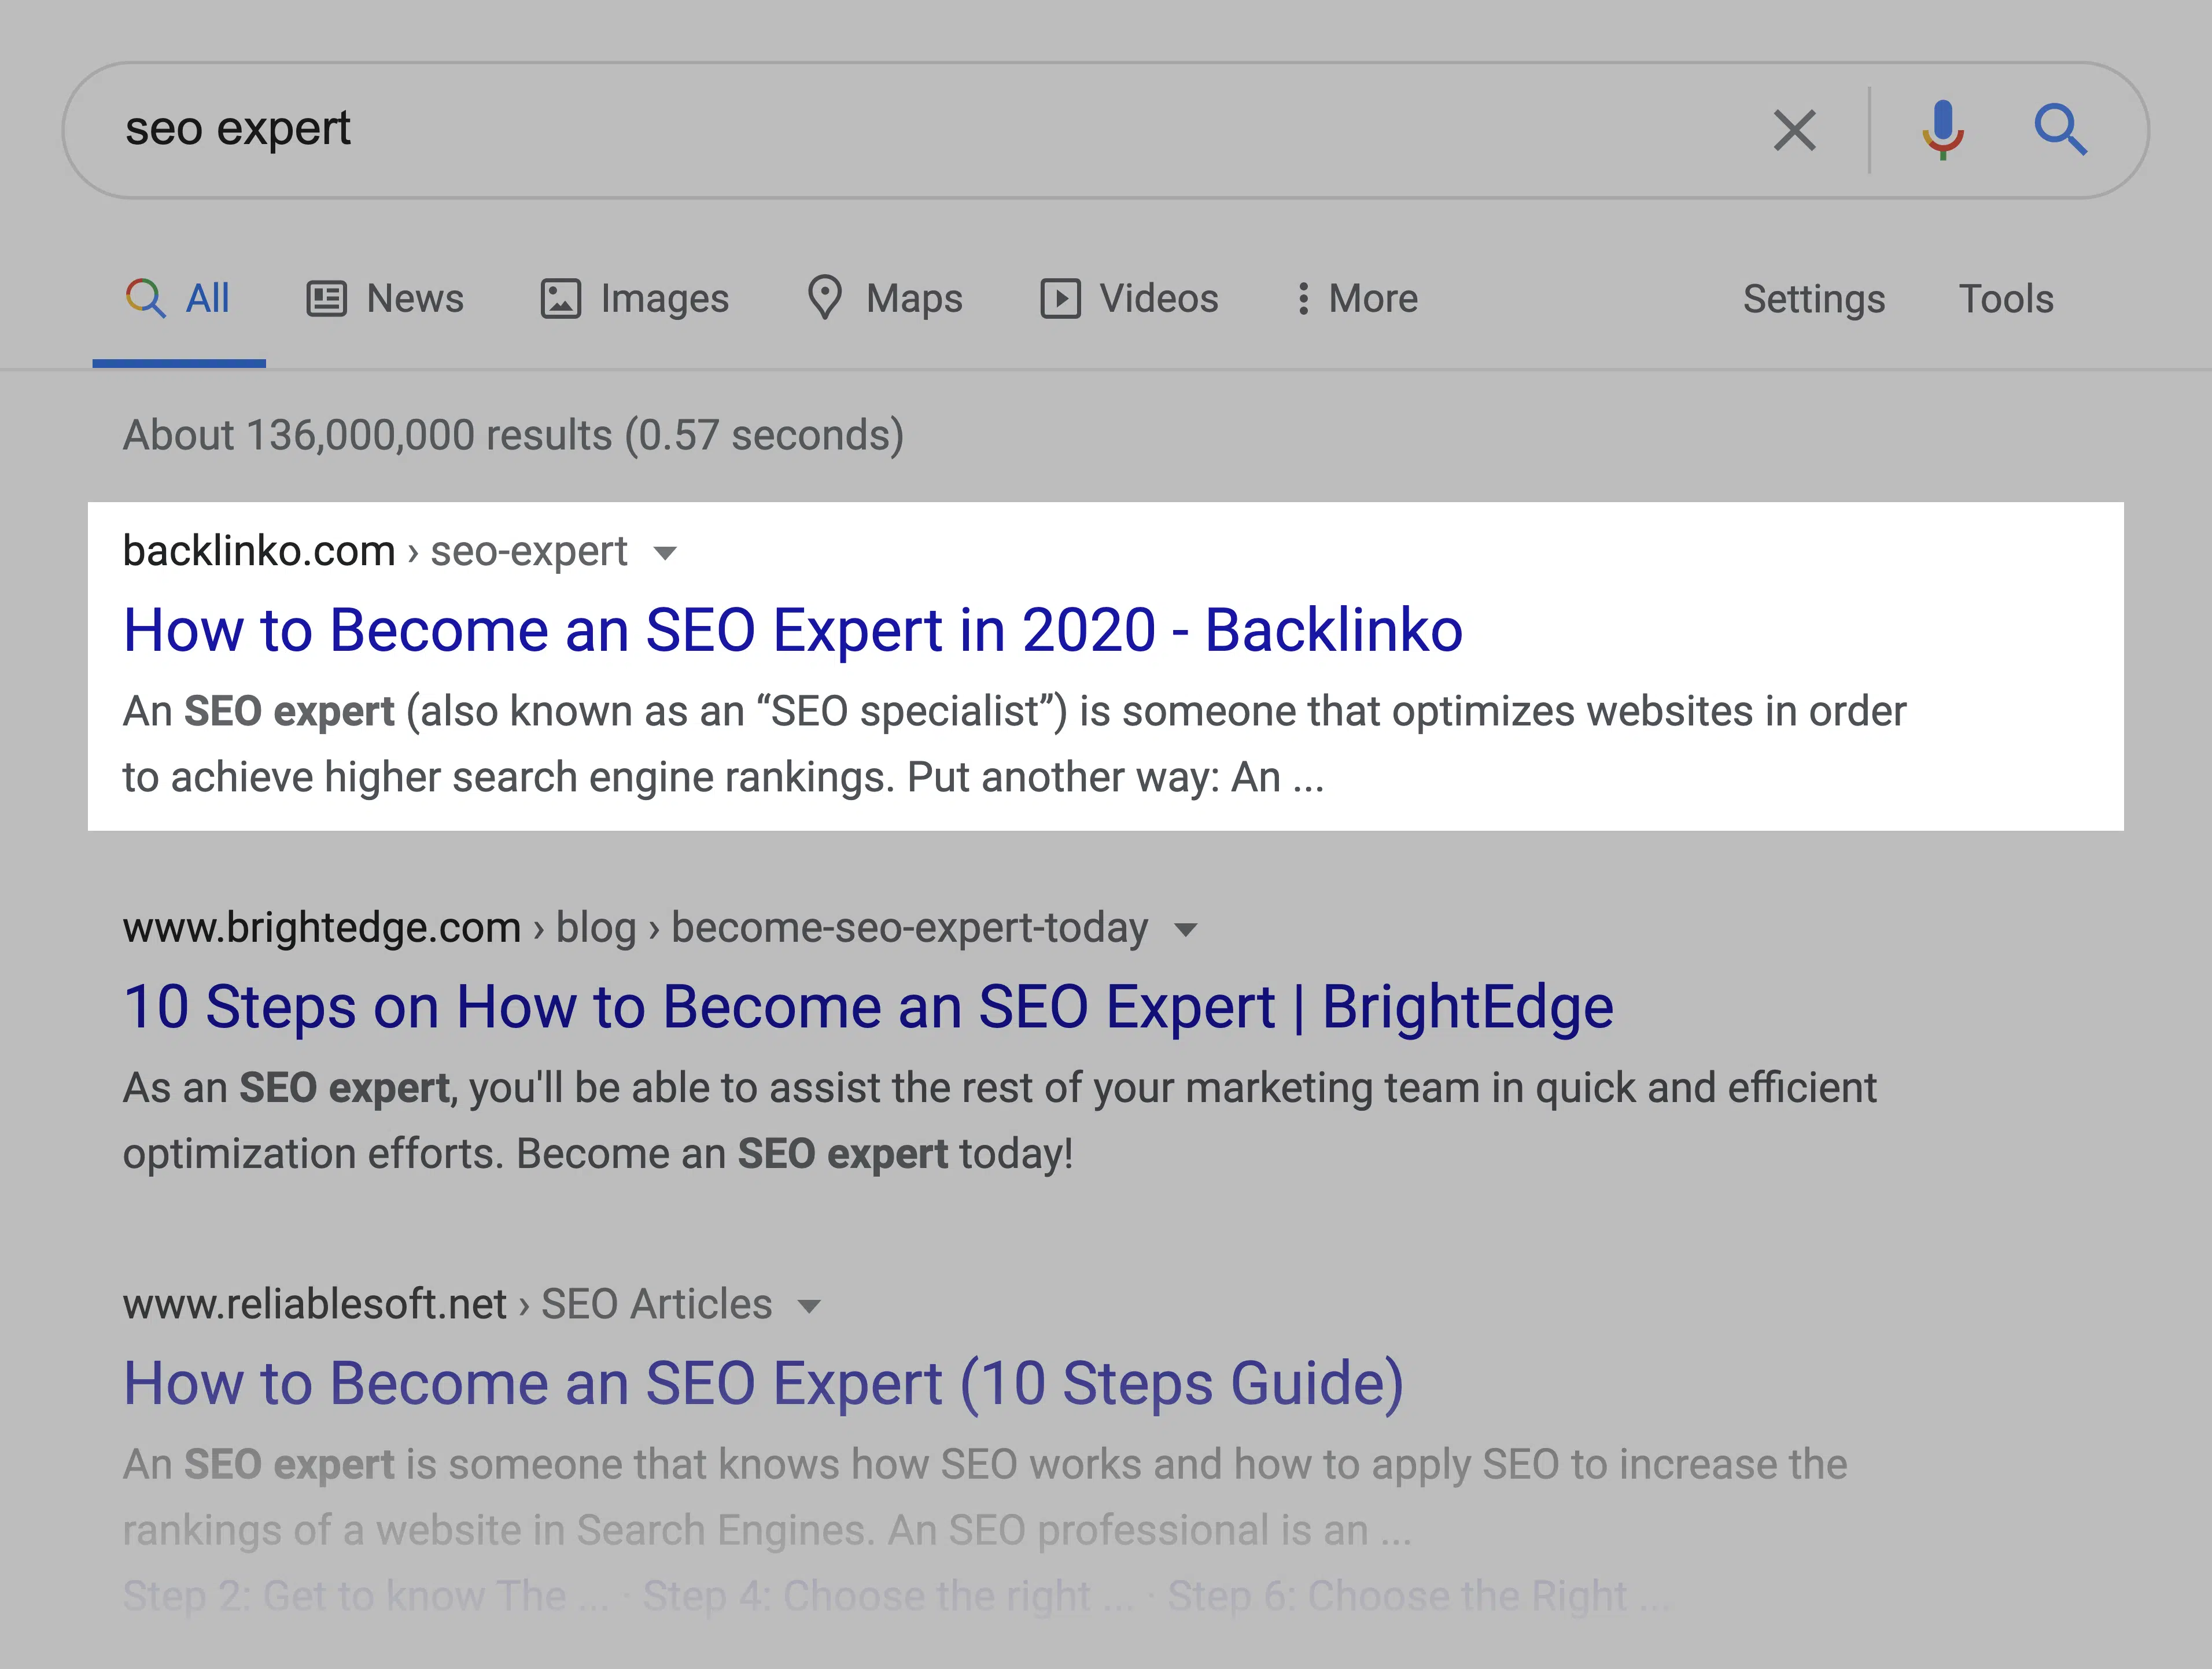 seo expert
All News Images Maps Videos More Settings Tools
About 136,000,000 results (0.57 seconds)
backlinko.com › seo-expert
How to Become an SEO Expert in 2020 - Backlinko
An SEO expert (also known as an “SEO specialist”) is someone that optimizes websites in order
to achieve higher search engine rankings. Put another way: An ...
www.brightedge.com › blog › become-seo-expert-today
10 Steps on How to Become an SEO Expert | BrightEdge
As an SEO expert, you'll be able to assist the rest of your marketing team in quick and efficient
optimization efforts. Become an SEO expert today!
www.reliablesoft.net › SEO Articles
How to Become an SEO Expert (10 Steps Guide)
An SEO expert is someone that knows how SEO works and how to apply SEO to increase the
rankings of a website in Search Engines. An SEO professional is an ...
Step 2: Get to know The ... · Step 4: Choose the right ... · Step 6: Choose the Right ...